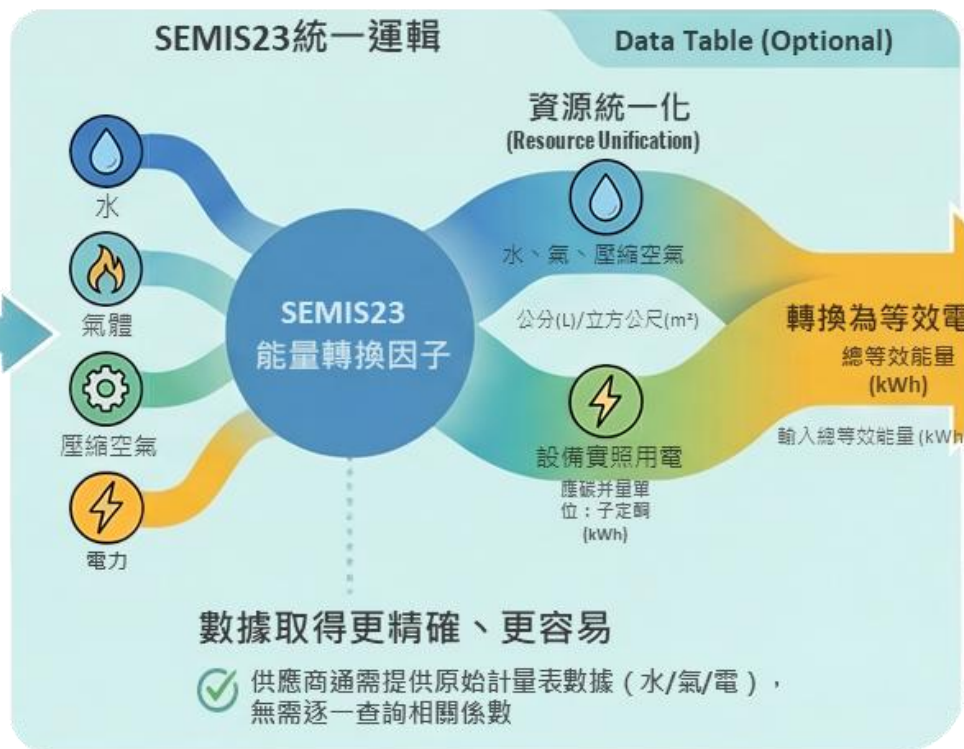 SEMIS23統一運輯
Data Table (Optional)
資源統一化
(Resource Unification)
水
氣體
壓縮空氣
電力
SEMIS23
能量轉換因子
水、氣、壓縮空氣
公分(L)/立方公尺(m²)
設備實照用電
應碳并量單
位：子定酮
(kWh)
轉換為等效電
總等效能量
(kWh)
輸入總等效能量 (kWh
數據取得更精確、更容易
供應商通需提供原始計量表數據（水/氣/電），
無需逐一查詢相關係數